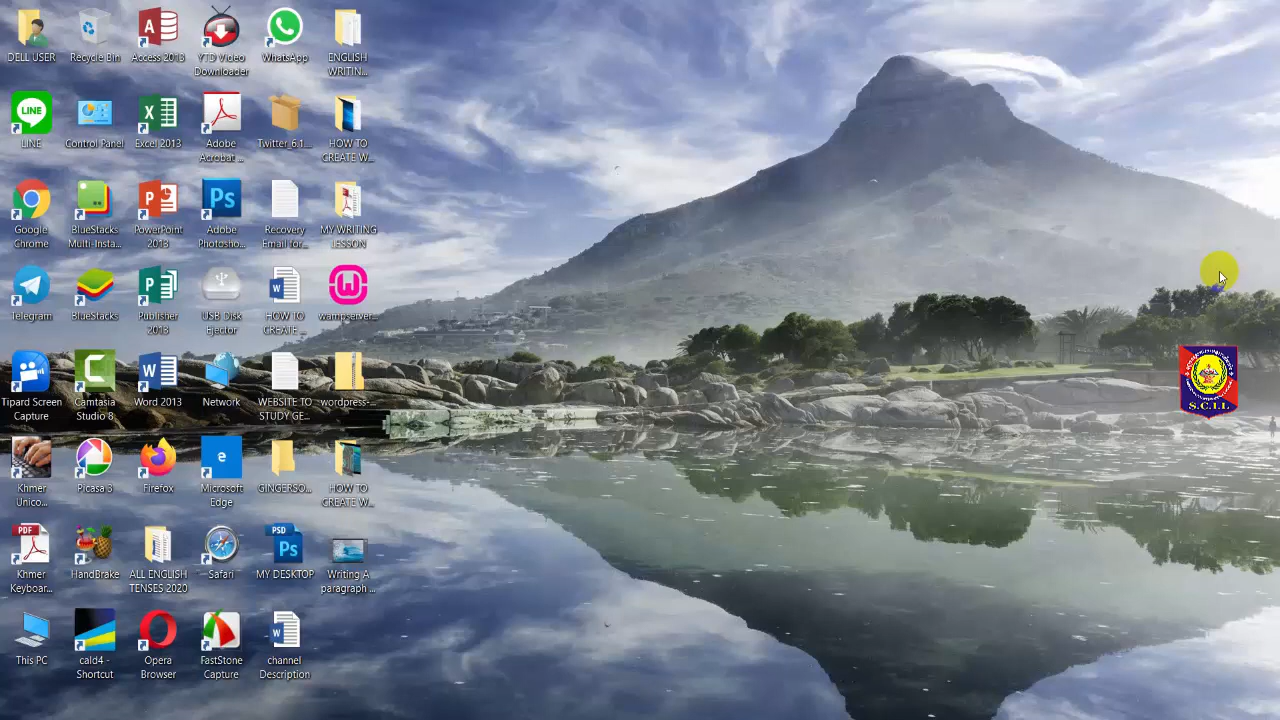 DELL USER
Recycle Bin
Access 2013
YTD Video
Downloader
WhatsApp
ENGLISH
WRITIN...
LINE
LINE
Control Panel
Excel 2013
Adobe
Acrobat ...
Twitter_6.1...
HOW TO
CREATE W...
Google
Chrome
BlueStacks
Multi-Insta...
PowerPoint
2013
Ps
Adobe
Photosho...
Recovery
Email for...
MY WRITING
LESSON
Telegram
BlueStacks
Publisher
2013
USB Disk
Ejector
HOW TO
CREATE ...
wampserver...
Tipard Screen
Capture
Camtasia
Studio 8
Word 2013
Network
WEBSITE TO
STUDY GE...
wordpress-...
S.C.I.L
Khmer
Unico...
Picasa 3
Firefox
Microsoft
Edge
GINGERSO...
HOW TO
CREATE W...
PDF
Khmer
Keyboar...
HandBrake
ALL ENGLISH
TENSES 2020
Safari
PSD
Ps
MY DESKTOP
Writing A
paragraph ...
This PC
cald4 -
Shortcut
Opera
Browser
FastStone
Capture
channel
Description